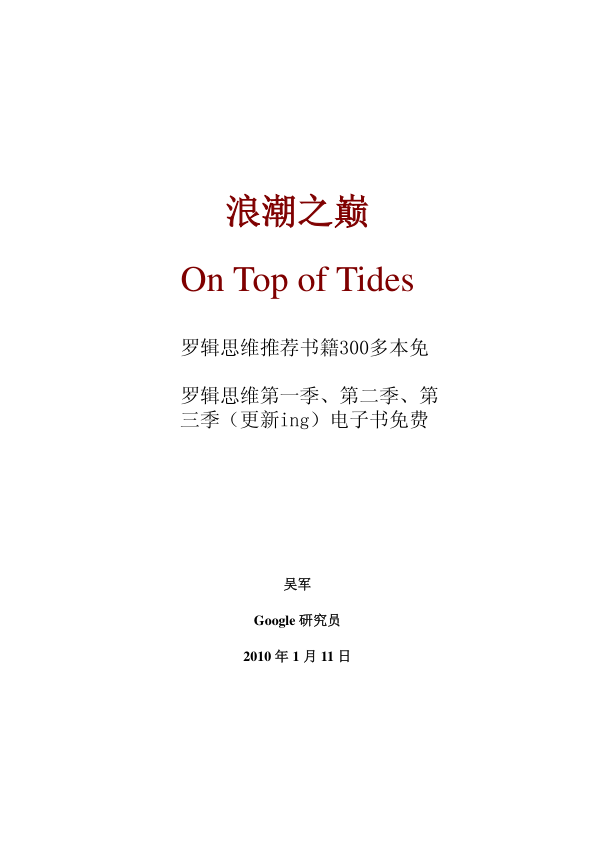 浪潮之巅
On Top of Tides
罗辑思维推荐书籍300多本免
罗辑思维第一季、第二季、第
三季（更新ing）电子书免费
吴军
Google 研究员
2010 年 1 月 11 日